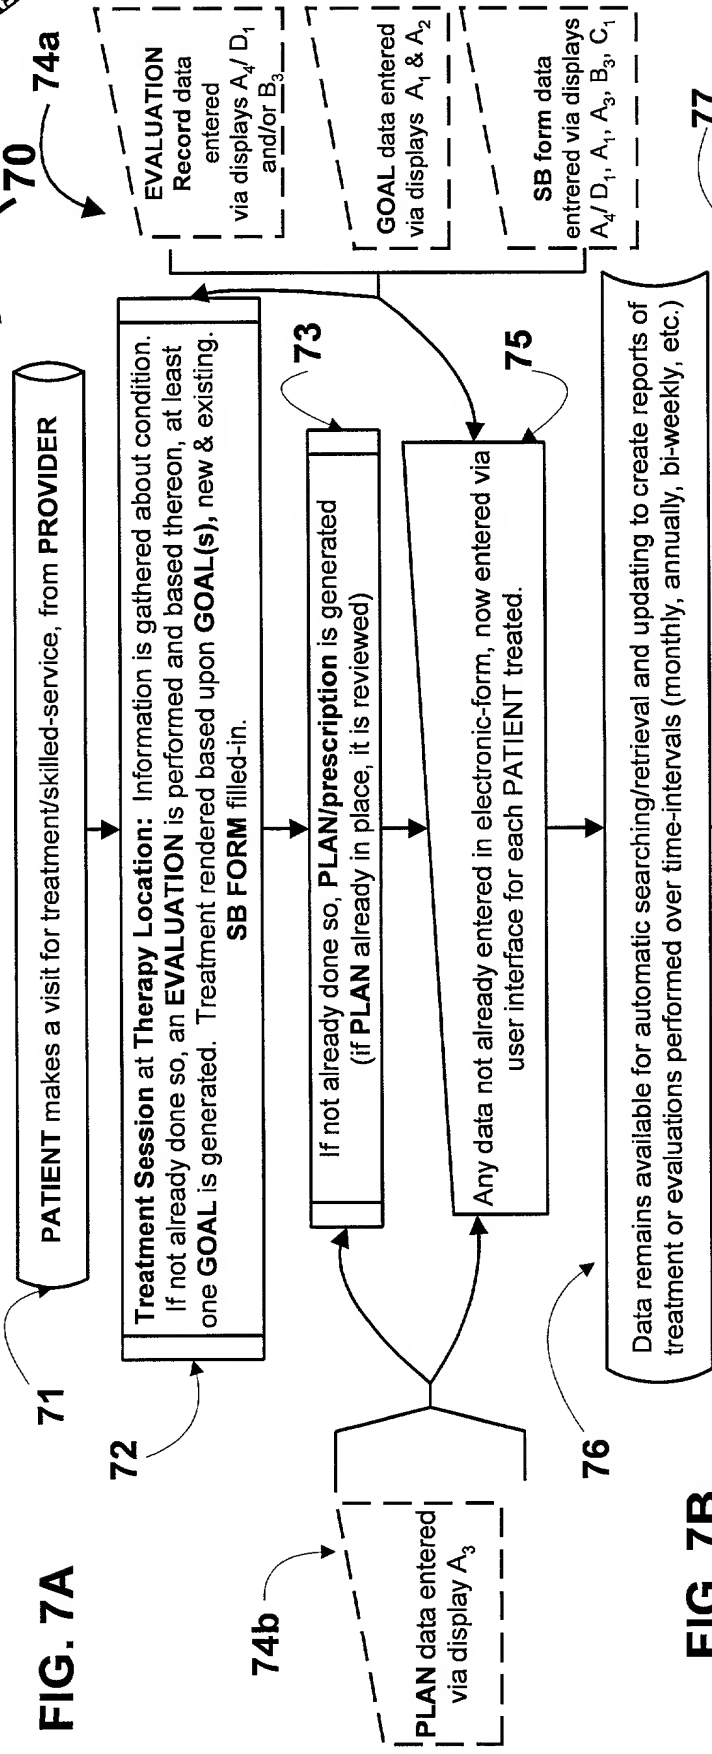 FIG. 7A
70
74a
71
PATIENT makes a visit for treatment/skilled-service, from PROVIDER
72
Treatment Session at Therapy Location: Information is gathered about condition.
If not already done so, an EVALUATION is performed and based thereon, at least
one GOAL is generated. Treatment rendered based upon GOAL(s), new & existing.
SB FORM filled-in.
EVALUATION
Record data
entered
via displays A4/ D1
and/or B3
GOAL data entered
via displays A1 & A2
SB form data
entrered via displays
A4/ D1, A1, A3, B3, C1
73
If not already done so, PLAN/prescription is generated
(if PLAN already in place, it is reviewed)
74b
PLAN data entered
via display A3
75
Any data not already entered in electronic-form, now entered via
user interface for each PATIENT treated.
76
Data remains available for automatic searching/retrieval and updating to create reports of
treatment or evaluations performed over time-intervals (monthly, annually, bi-weekly, etc.)
FIG. 7B
77